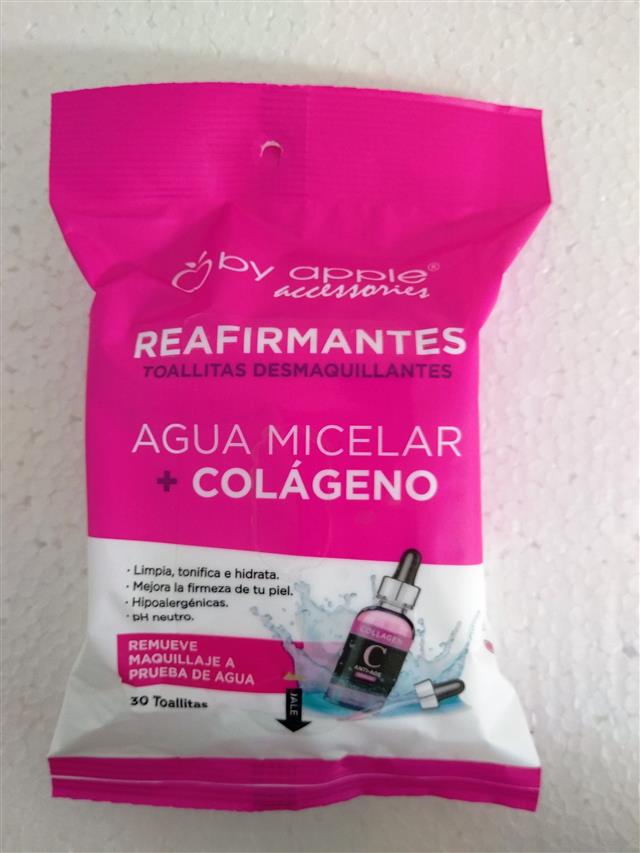 by apple®
accessories
REAFIRMANTES
TOALLITAS DESMAQUILLANTES
AGUA MICELAR
+ COLÁGENO
· Limpia, tonifica e hidrata.
· Mejora la firmeza de tu piel.
· Hipoalergénicas.
· pH neutro.
REMUEVE
MAQUILLAJE A
PRUEBA DE AGUA
30 Toallitas
JALE
COLLAGEN
C
ANTI-AGE